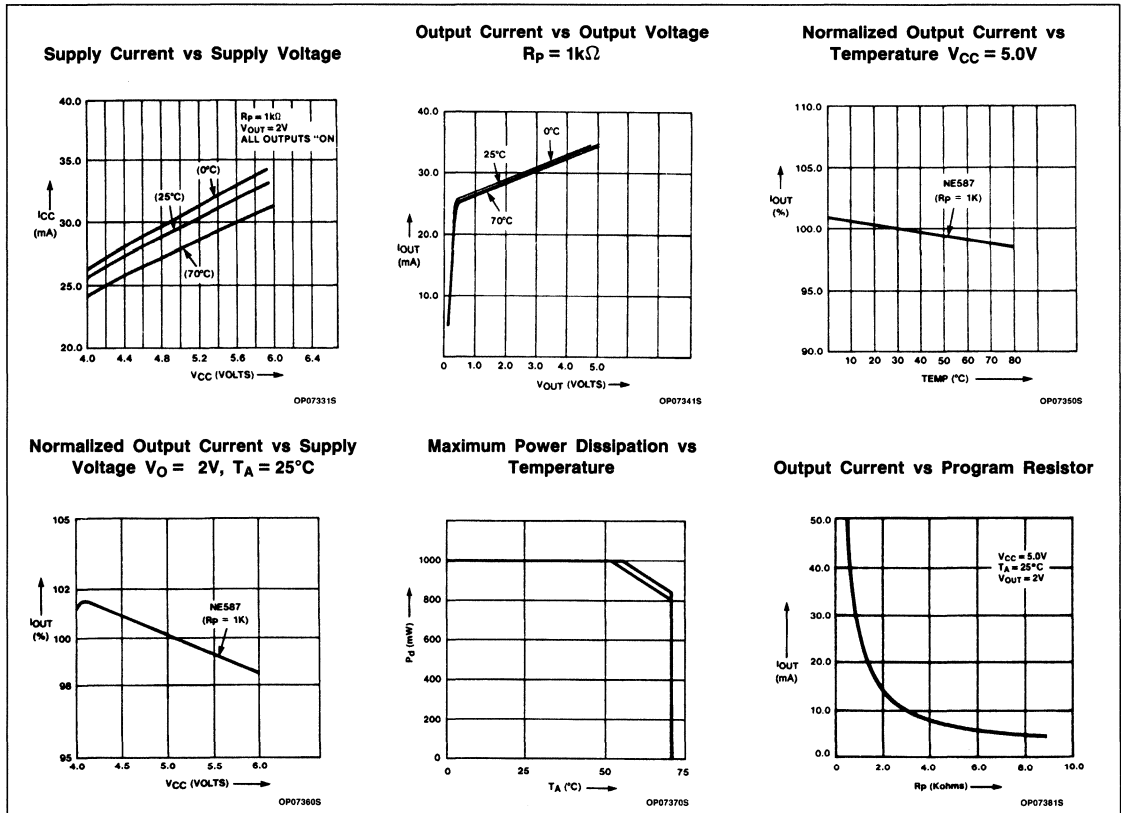 Supply Current vs Supply Voltage
40.0
35.0
30.0
25.0
20.0
ICC
(mA)
RP = 1kΩ
VOUT = 2V
ALL OUTPUTS "ON
(0°C)
(25°C)
(70°C)
4.0 4.4 4.8 5.2 5.6 6.0 6.4
VCC (VOLTS)
OP07331S
Output Current vs Output Voltage
RP = 1kΩ
40.0
30.0
20.0
10.0
IOUT
(mA)
0°C
25°C
70°C
0 1.0 2.0 3.0 4.0 5.0
VOUT (VOLTS)
OP07341S
Normalized Output Current vs
Temperature VCC = 5.0V
110.0
105.0
100.0
95.0
90.0
IOUT
(%)
NE587
(Rp = 1K)
10 20 30 40 50 60 70 80
TEMP (°C)
OP07350S
Normalized Output Current vs Supply
Voltage VO = 2V, TA = 25°C
105
102
100
98
95
IOUT
(%)
NE587
(Rp = 1K)
4.0 4.5 5.0 5.5 6.0
VCC (VOLTS)
OP07360S
Maximum Power Dissipation vs
Temperature
1000
800
600
400
200
0
Pd (mW)
0 25 50 75
TA (°C)
OP07370S
Output Current vs Program Resistor
50.0
40.0
30.0
20.0
10.0
0.0
IOUT
(mA)
VCC = 5.0V
TA = 25°C
VOUT = 2V
0 2.0 4.0 6.0 8.0 10.0
Rp (Kohms)
OP07381S